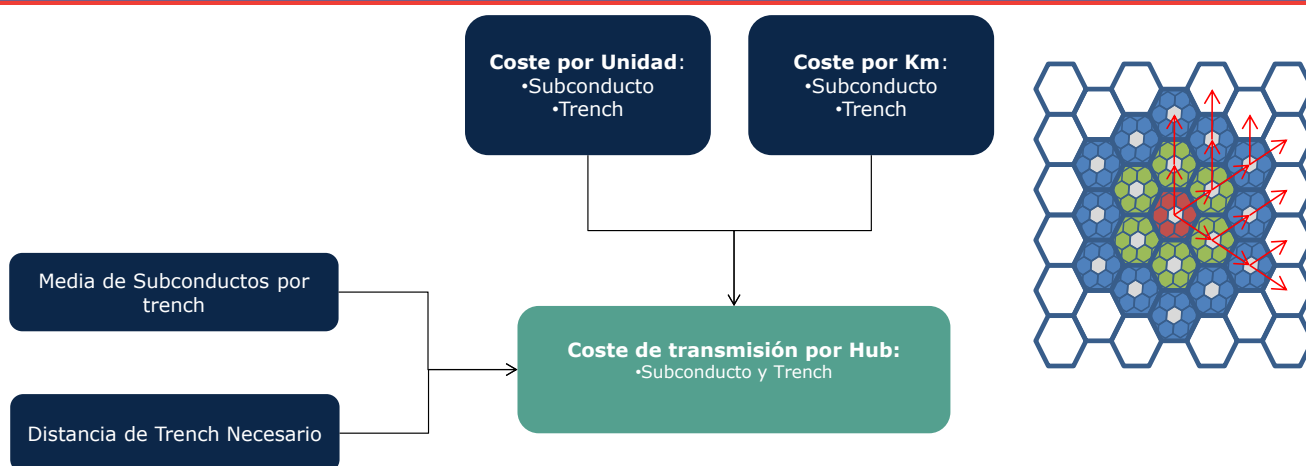 Coste por Unidad:
•Subconducto
•Trench
Coste por Km:
•Subconducto
•Trench
Media de Subconductos por
trench
Distancia de Trench Necesario
Coste de transmisión por Hub:
•Subconducto y Trench